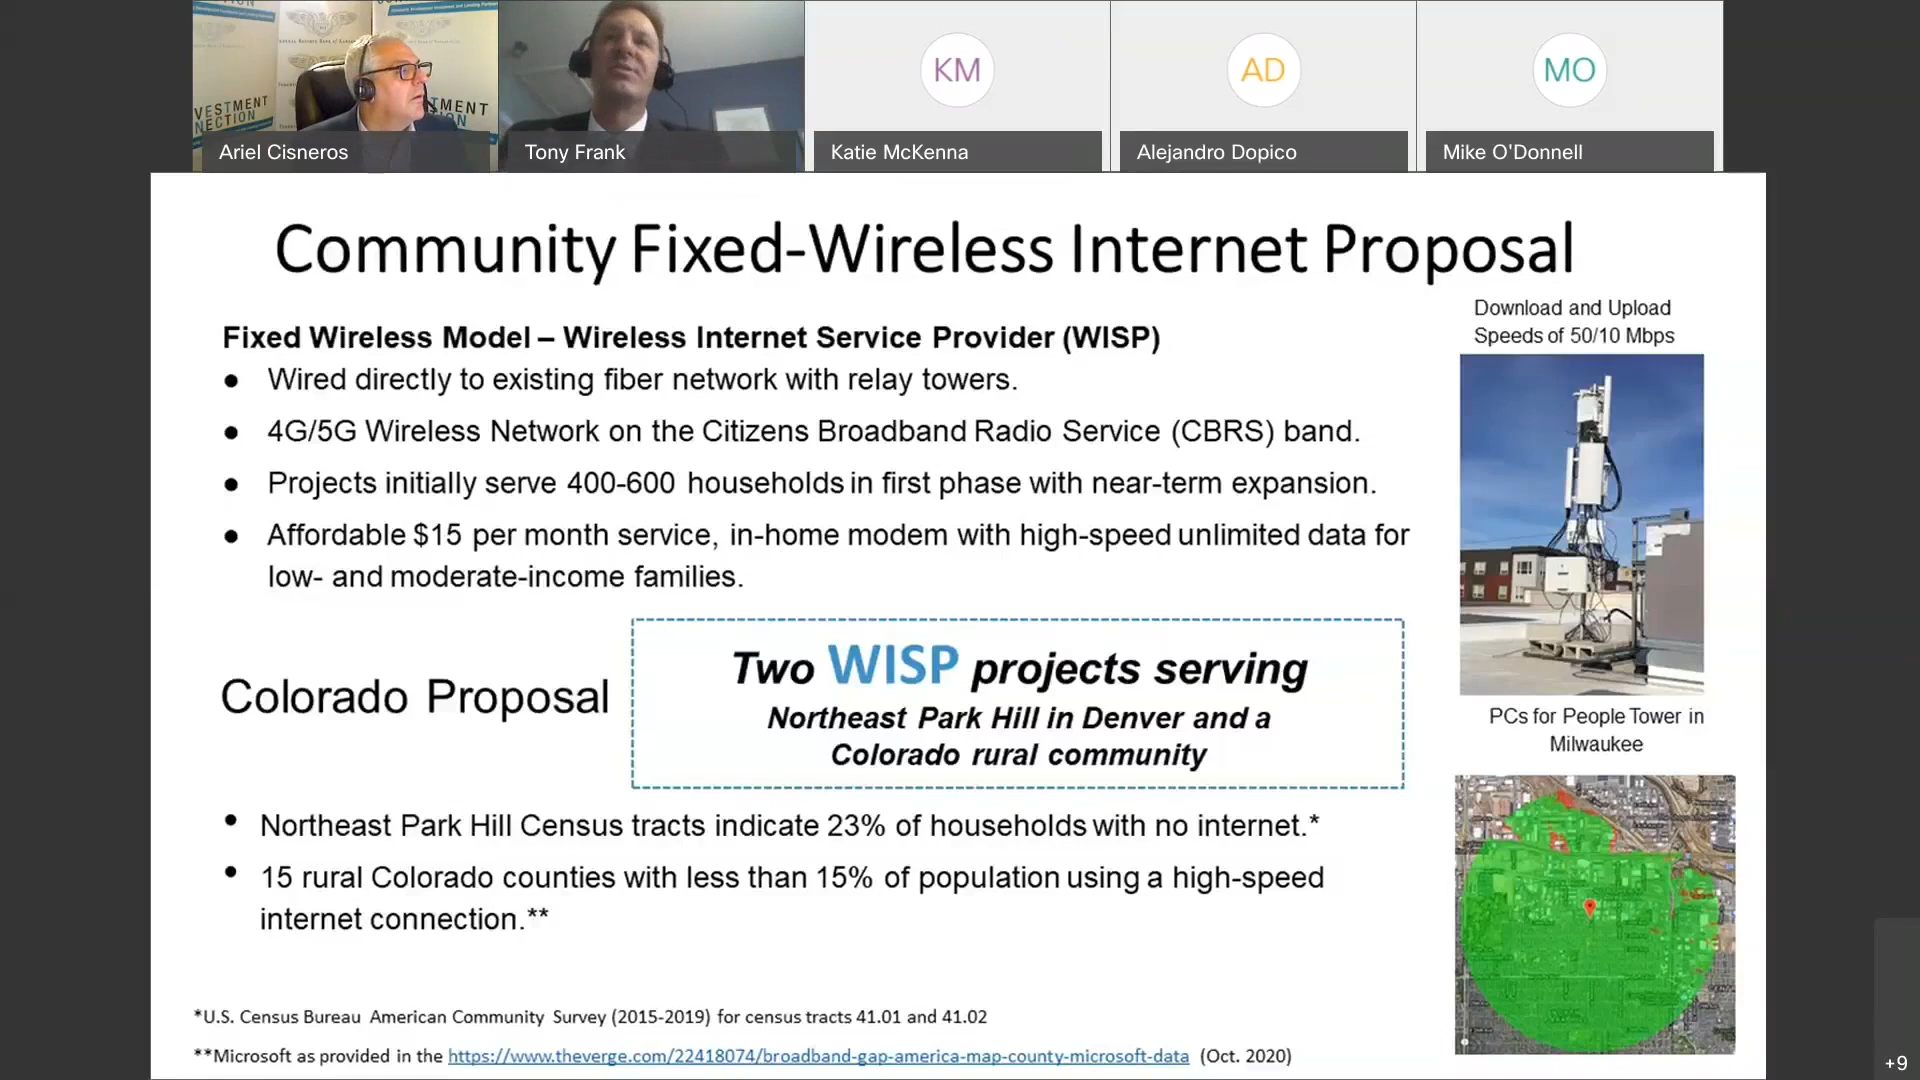 VESTMENT
NECTION
TMENT
ION
KM
AD
MO
Ariel Cisneros
Tony Frank
Katie McKenna
Alejandro Dopico
Mike O'Donnell
Community Fixed-Wireless Internet Proposal
Download and Upload
Speeds of 50/10 Mbps
Fixed Wireless Model – Wireless Internet Service Provider (WISP)
● Wired directly to existing fiber network with relay towers.
● 4G/5G Wireless Network on the Citizens Broadband Radio Service (CBRS) band.
● Projects initially serve 400-600 households in first phase with near-term expansion.
● Affordable $15 per month service, in-home modem with high-speed unlimited data for
low- and moderate-income families.
Colorado Proposal
Two WISP projects serving
Northeast Park Hill in Denver and a
Colorado rural community
PCs for People Tower in
Milwaukee
• Northeast Park Hill Census tracts indicate 23% of households with no internet.*
• 15 rural Colorado counties with less than 15% of population using a high-speed
internet connection.**
*U.S. Census Bureau American Community Survey (2015-2019) for census tracts 41.01 and 41.02
**Microsoft as provided in the https://www.theverge.com/22418074/broadband-gap-america-map-county-microsoft-data (Oct. 2020)
+9